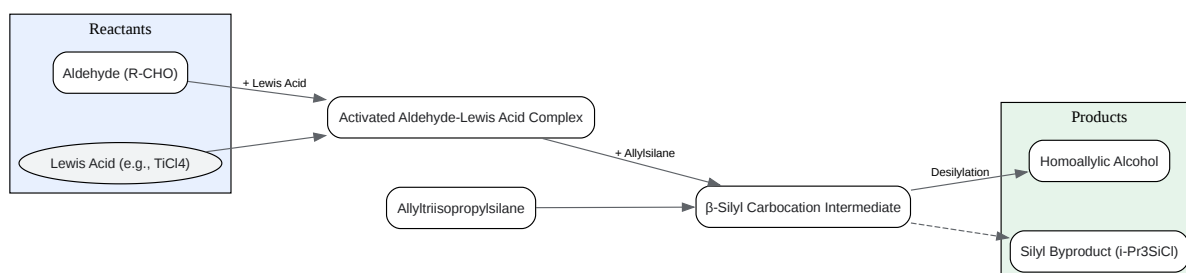 Reactants
Aldehyde (R-CHO)
+ Lewis Acid
Lewis Acid (e.g., TiCl4)
Activated Aldehyde-Lewis Acid Complex
+ Allylsilane
Allyltriisopropylsilane
β-Silyl Carbocation Intermediate
Desilylation
Products
Homoallylic Alcohol
Silyl Byproduct (i-Pr3SiCl)